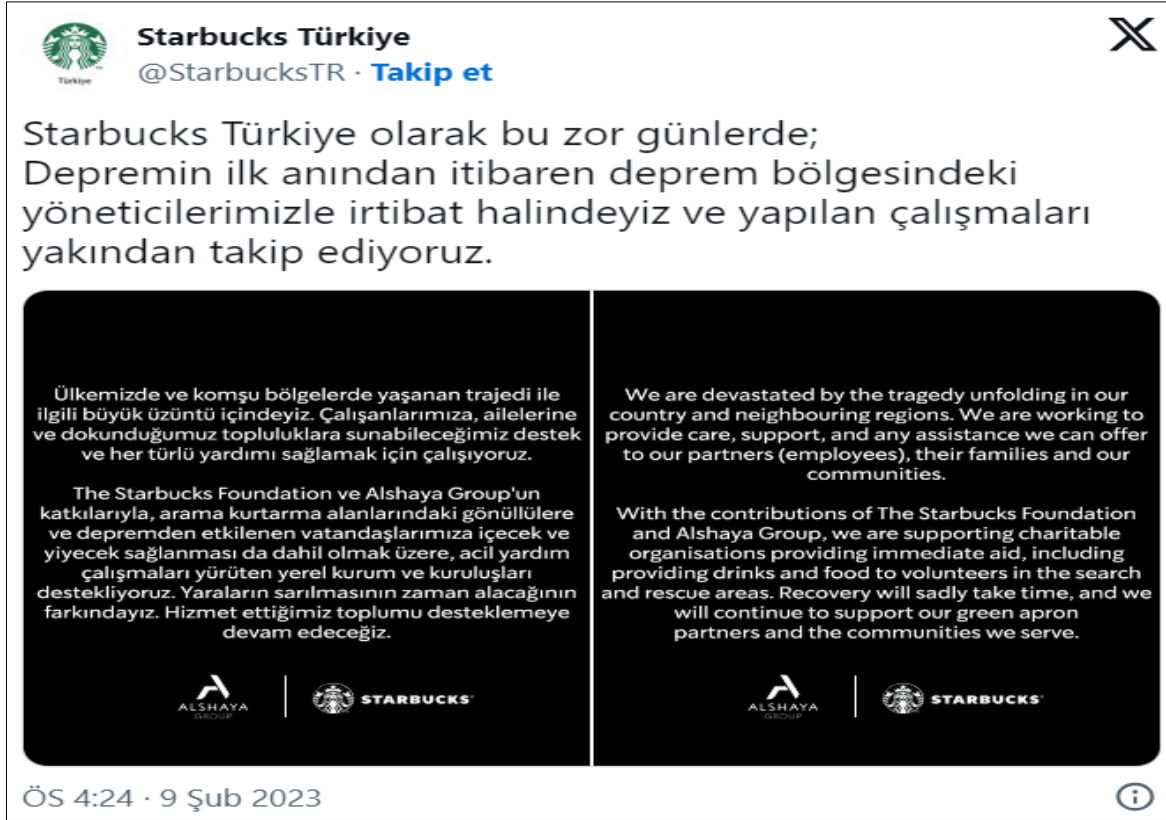 Starbucks Türkiye
@StarbucksTR · Takip et
Türkiye
Starbucks Türkiye olarak bu zor günlerde;
Depremin ilk anından itibaren deprem bölgesindeki
yöneticilerimizle irtibat halindeyiz ve yapılan çalışmaları
yakından takip ediyoruz.
Ülkemizde ve komşu bölgelerde yaşanan trajedi ile
ilgili büyük üzüntü içindeyiz. Çalışanlarımıza, ailelerine
ve dokunduğumuz topluluklara sunabileceğimiz destek
ve her türlü yardımı sağlamak için çalışıyoruz.
The Starbucks Foundation ve Alshaya Group'un
katkılarıyla, arama kurtarma alanlarındaki gönüllülere
ve depremden etkilenen vatandaşlarımıza içecek ve
yiyecek sağlanması da dahil olmak üzere, acil yardım
çalışmaları yürüten yerel kurum ve kuruluşları
destekliyoruz. Yaraların sarılmasının zaman alacağının
farkındayız. Hizmet ettiğimiz toplumu desteklemeye
devam edeceğiz.
ALSHAYA
GROUP
STARBUCKS
We are devastated by the tragedy unfolding in our
country and neighbouring regions. We are working to
provide care, support, and any assistance we can offer
to our partners (employees), their families and our
communities.
With the contributions of The Starbucks Foundation
and Alshaya Group, we are supporting charitable
organisations providing immediate aid, including
providing drinks and food to volunteers in the search
and rescue areas. Recovery will sadly take time, and we
will continue to support our green apron
partners and the communities we serve.
ALSHAYA
GROUP
STARBUCKS
ÖS 4:24 · 9 Şub 2023